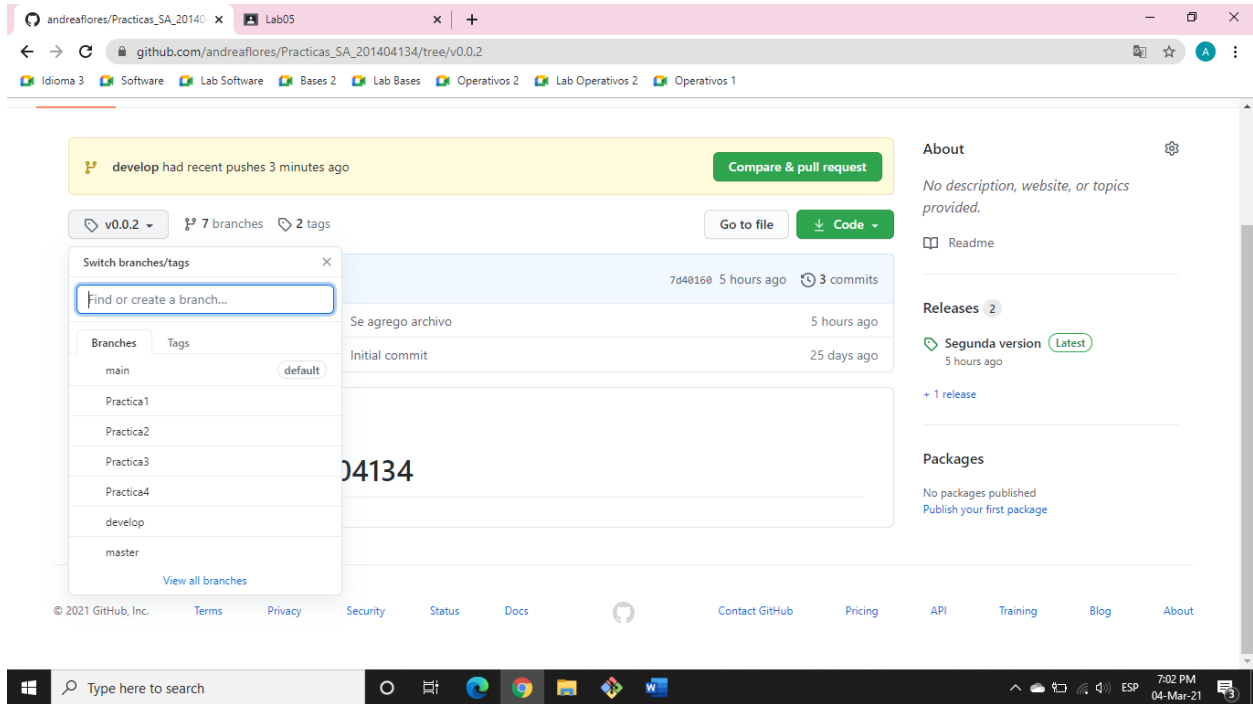 andreaflores/Practicas_SA_20140
Lab05
github.com/andreaflores/Practicas_SA_201404134/tree/v0.0.2
A
Idioma 3 Software Lab Software Bases 2 Lab Bases Operativos 2 Lab Operativos 2 Operativos 1
develop had recent pushes 3 minutes ago
Compare & pull request
v0.0.2 7 branches 2 tags
Go to file Code
Switch branches/tags
Find or create a branch...
Branches Tags
main default
Practica1
Practica2
Practica3
Practica4
develop
master
View all branches
7d40160 5 hours ago 3 commits
Se agrego archivo 5 hours ago
Initial commit 25 days ago
04134
About
No description, website, or topics
provided.
Readme
Releases 2
Segunda version Latest
5 hours ago
+ 1 release
Packages
No packages published
Publish your first package
© 2021 GitHub, Inc. Terms Privacy Security Status Docs Contact GitHub Pricing API Training Blog About
Type here to search
W
ESP
7:02 PM
04-Mar-21
3